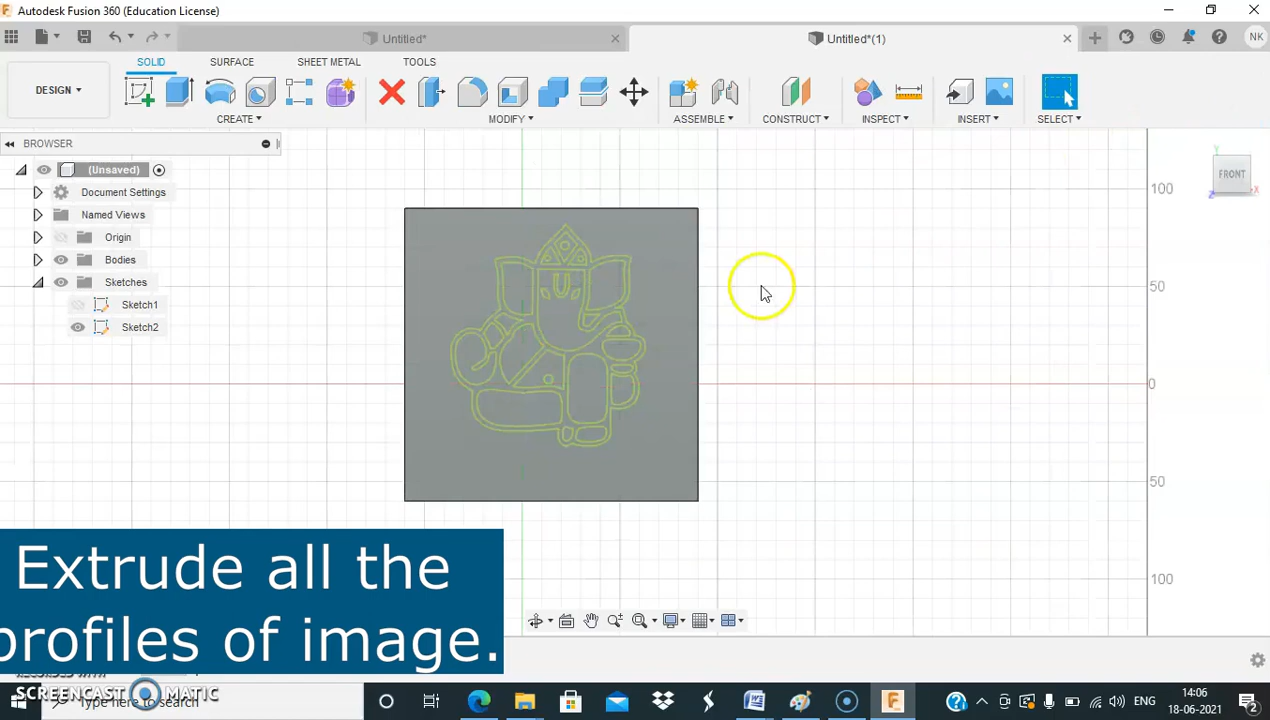 Autodesk Fusion 360 (Education License)
Untitled*
Untitled*(1)
NK
SOLID
SURFACE
SHEET METAL
TOOLS
DESIGN
CREATE
MODIFY
ASSEMBLE
CONSTRUCT
INSPECT
INSERT
SELECT
BROWSER
(Unsaved)
Document Settings
Named Views
Origin
Bodies
Sketches
Sketch1
Sketch2
FRONT
Y
X
Z
100
50
0
50
100
Extrude all the
profiles of image.
SCREENCAST MATIC
Type here to search
ENG
14:06
18-06-2021
2